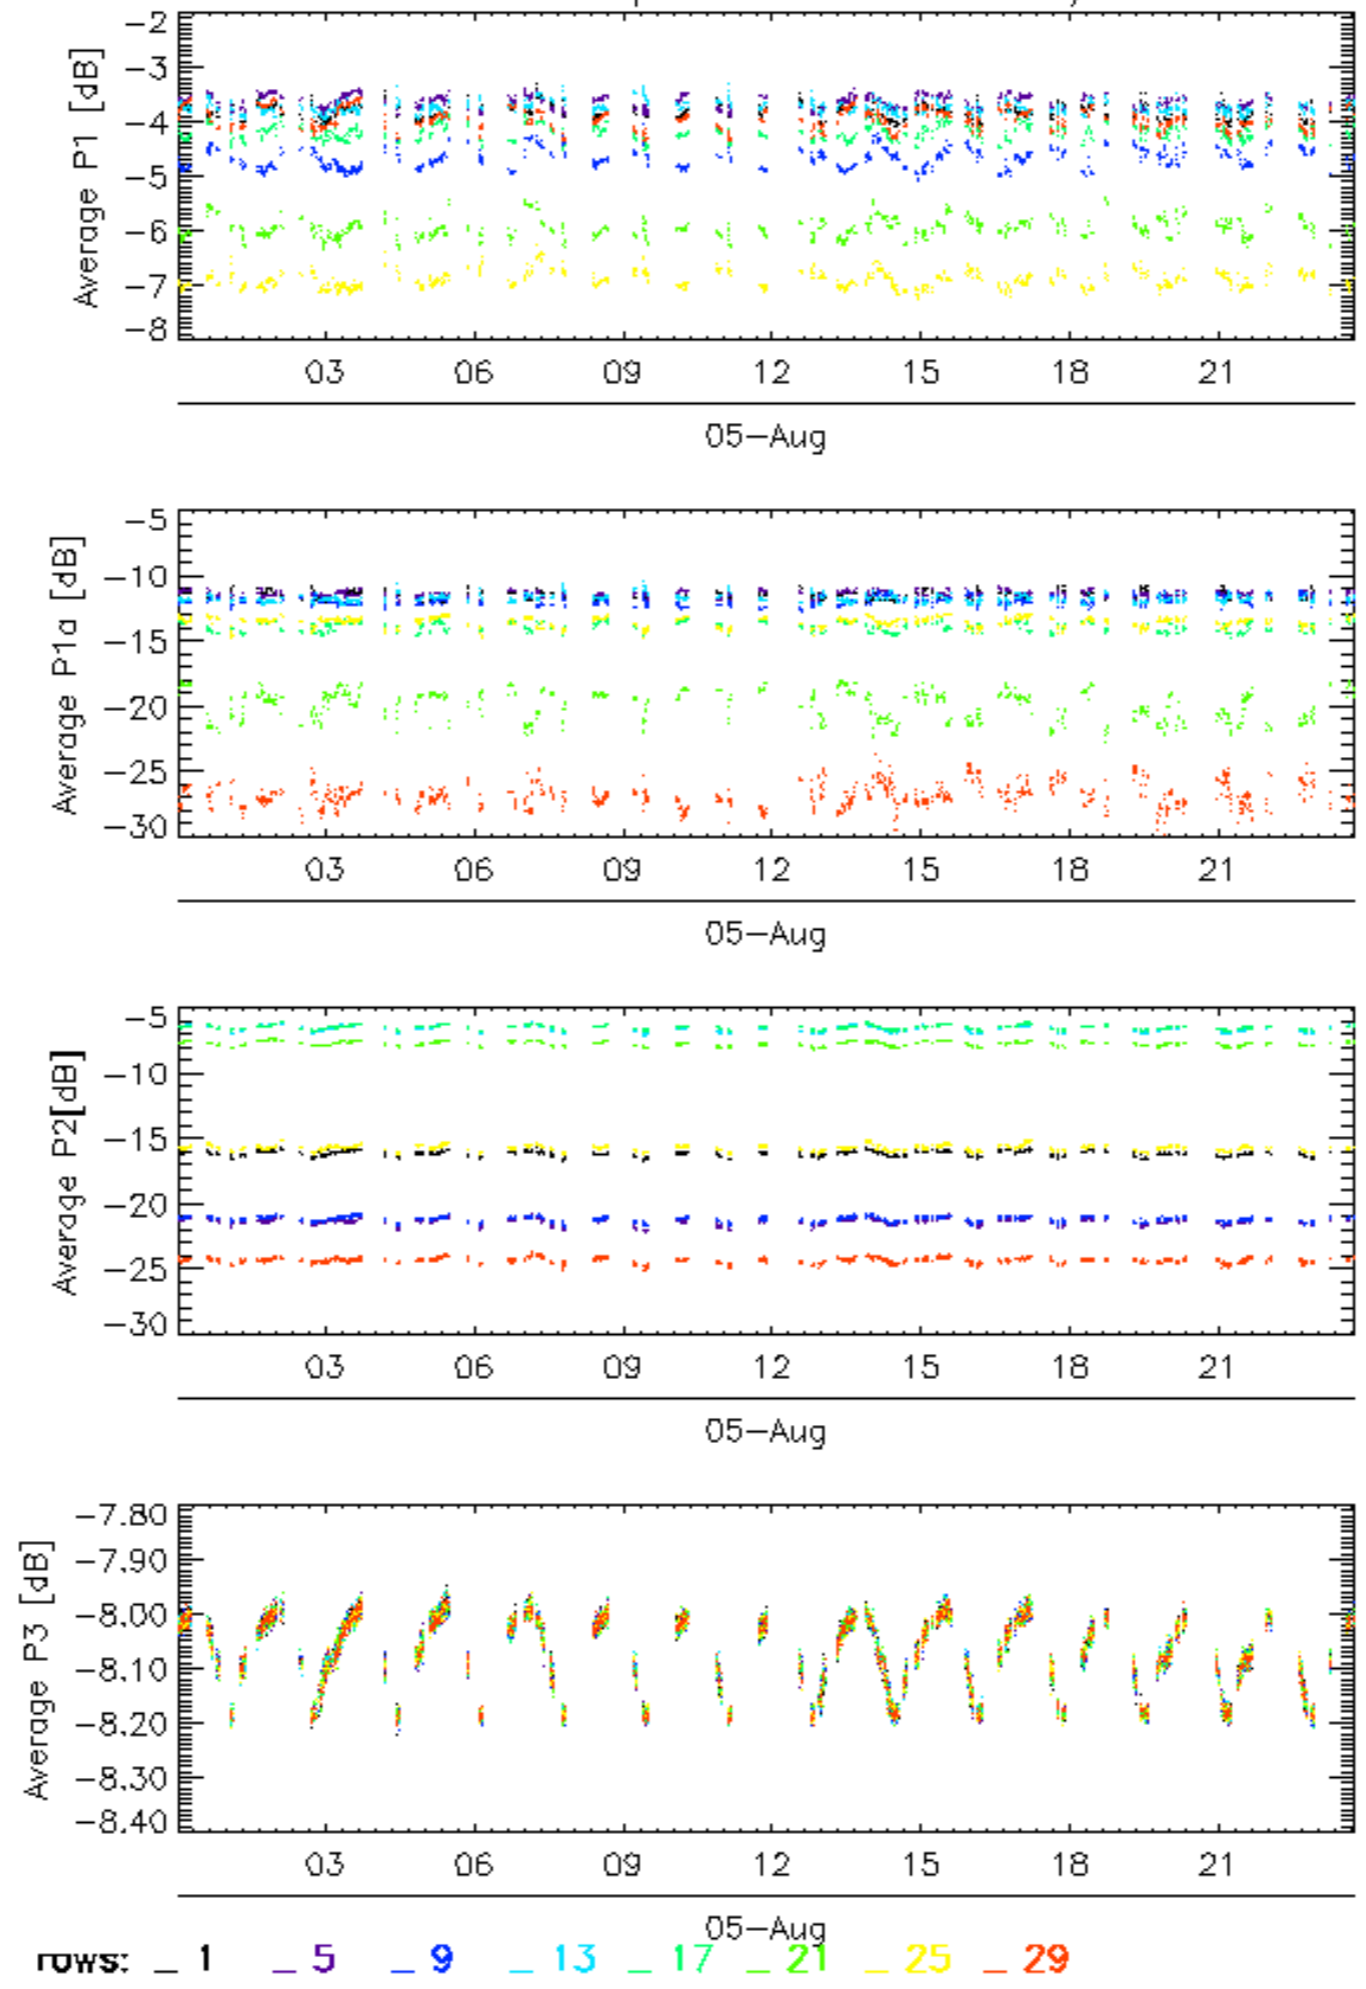 -2
-3
-4
-5
-6
-7
-8
Average P1 [dB]
03 06 09 12 15 18 21
05-Aug
-5
-10
-15
-20
-25
-30
Average P1a [dB]
03 06 09 12 15 18 21
05-Aug
-5
-10
-15
-20
-25
-30
Average P2[dB]
03 06 09 12 15 18 21
05-Aug
-7.80
-7.90
-8.00
-8.10
-8.20
-8.30
-8.40
Average P3 [dB]
03 06 09 12 15 18 21
05-Aug
rows: _ 1 _ 5 _ 9 _ 13 _ 17 _ 21 _ 25 _ 29